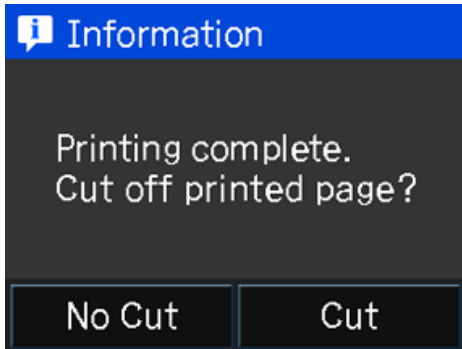 Information
Printing complete.
Cut off printed page?
No Cut
Cut